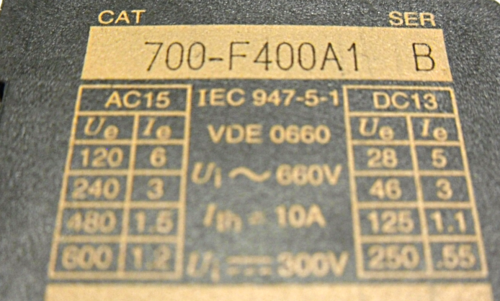 CAT SER
700-F400A1 B
AC15 IEC 947-5-1 DC13
Ue Ie VDE 0660 Ue Ie
120 6 Ui ~ 660V 28 5
240 3 46 3
480 1.5 Ith = 10A 125 1.1
600 1.2 Ui ⎓ 300V 250 .55